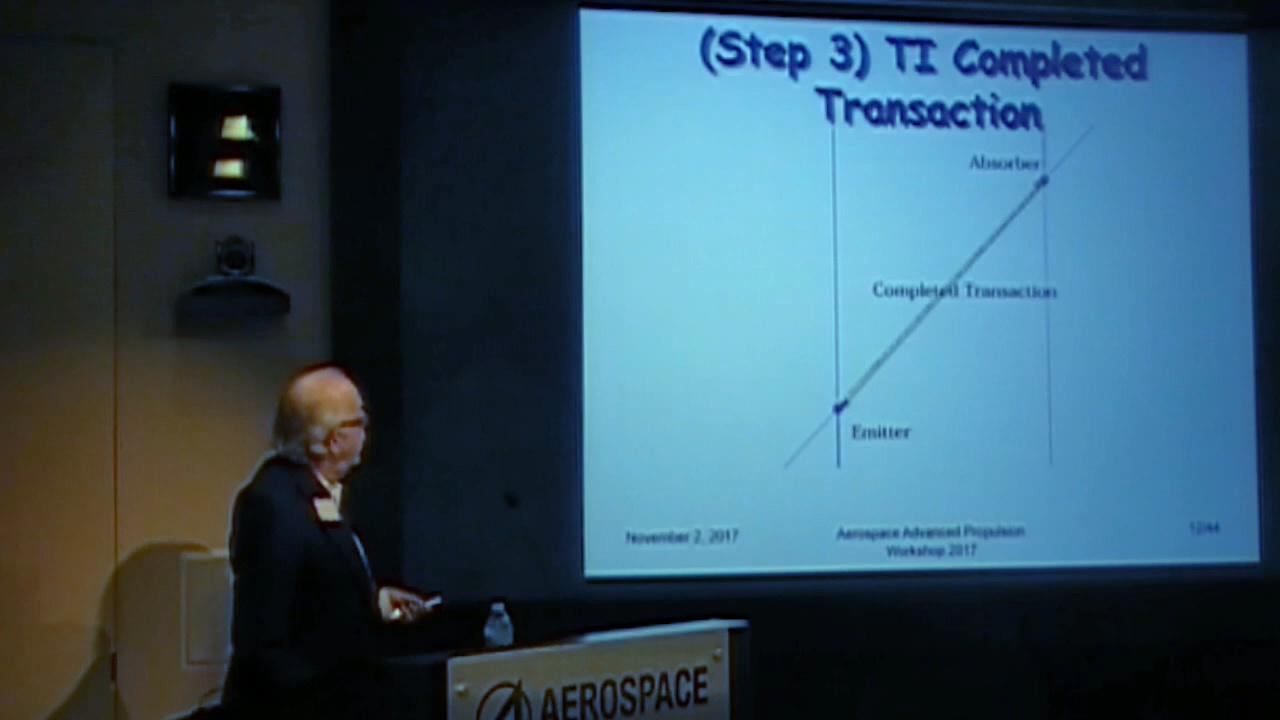 (Step 3) TI Completed
Transaction
Absorber
Completed Transaction
Emitter
November 2, 2017
Aerospace Advanced Propulsion
Workshop 2017
12/44
AEROSPACE